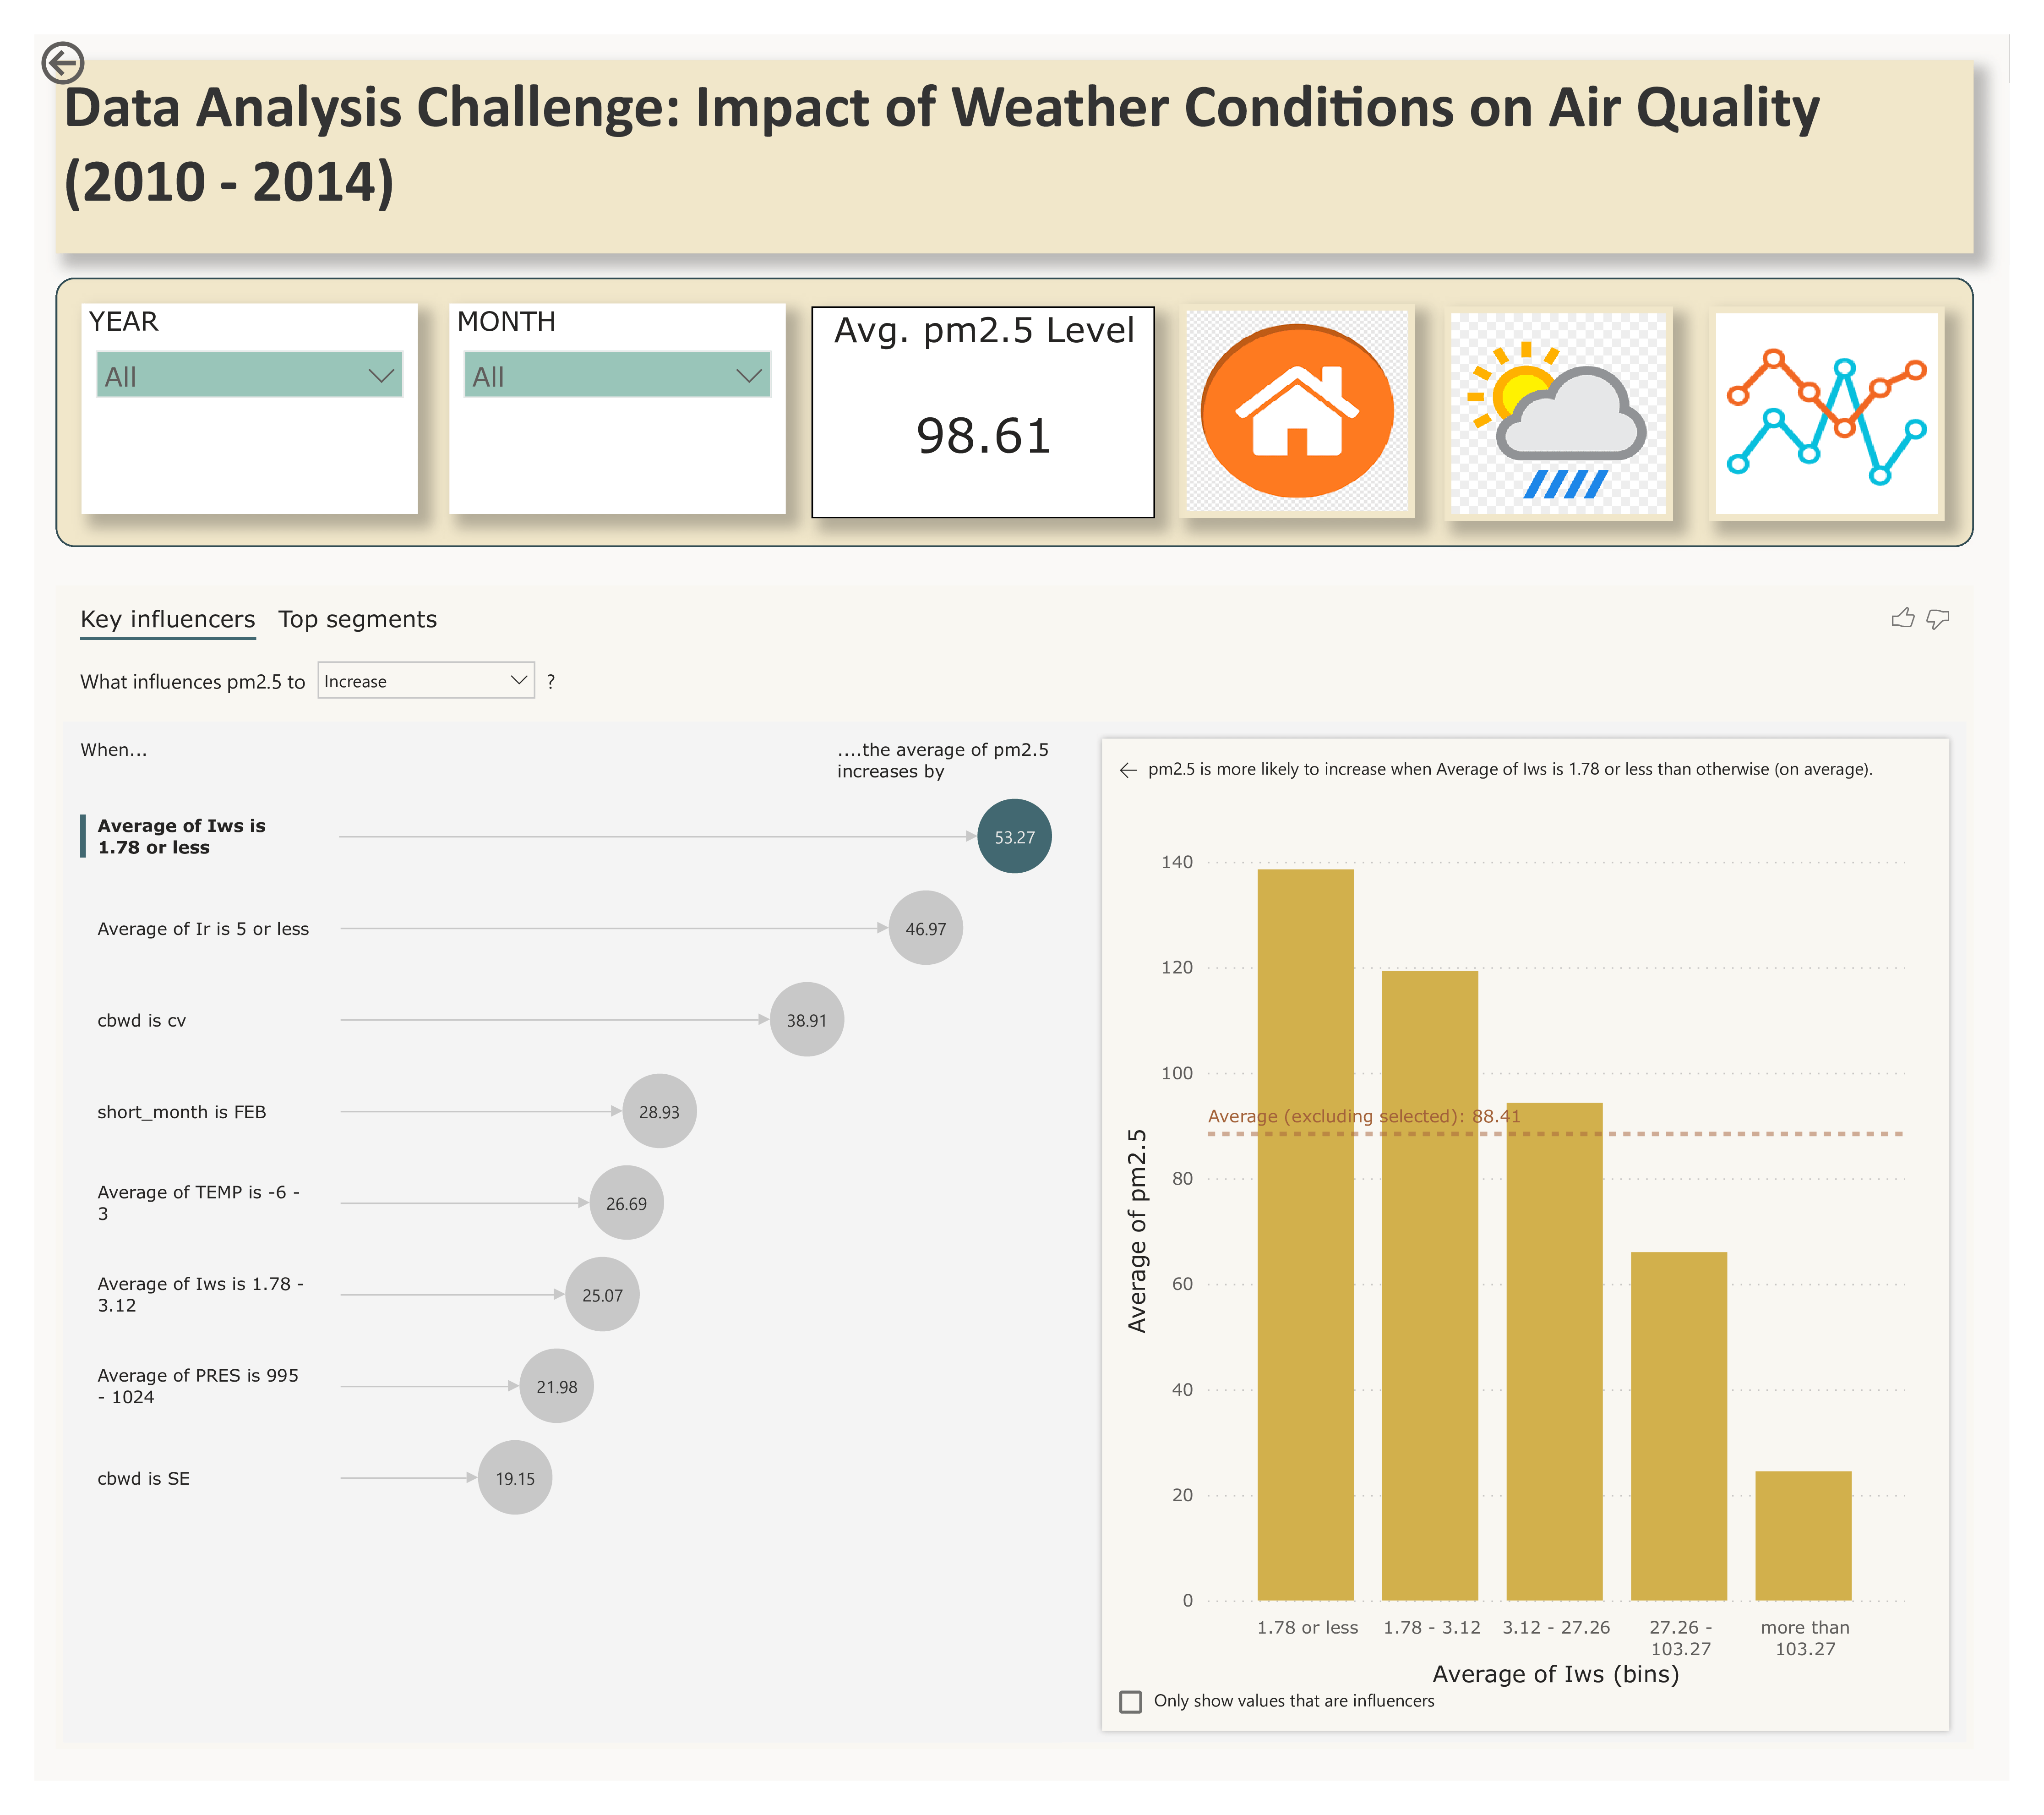 Data Analysis Challenge: Impact of Weather Conditions on Air Quality
(2010 - 2014)
YEAR
All
MONTH
All
Avg. pm2.5 Level
98.61
Key influencers
Top segments
What influences pm2.5 to
Increase
?
When...
....the average of pm2.5
increases by
Average of Iws is
1.78 or less
53.27
Average of Ir is 5 or less
46.97
cbwd is cv
38.91
short_month is FEB
28.93
Average of TEMP is -6 -
3
26.69
Average of Iws is 1.78 -
3.12
25.07
Average of PRES is 995
- 1024
21.98
cbwd is SE
19.15
pm2.5 is more likely to increase when Average of Iws is 1.78 or less than otherwise (on average).
140
120
100
80
60
40
20
0
Average (excluding selected): 88.41
Average of pm2.5
1.78 or less
1.78 - 3.12
3.12 - 27.26
27.26 -
103.27
more than
103.27
Average of Iws (bins)
Only show values that are influencers